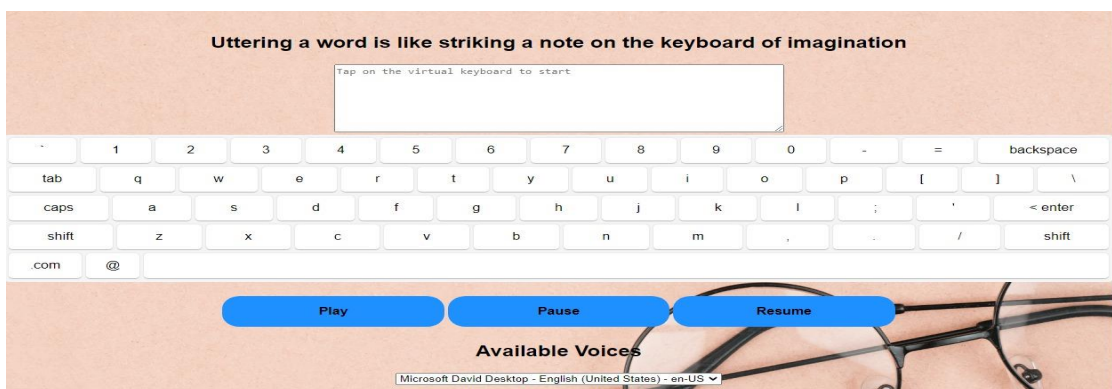 Uttering a word is like striking a note on the keyboard of imagination
Tap on the virtual keyboard to start
` 1 2 3 4 5 6 7 8 9 0 - = backspace
tab q w e r t y u i o p [ ] \
caps a s d f g h j k l ; ' < enter
shift z x c v b n m , . / shift
.com @
Play Pause Resume
Available Voices
Microsoft David Desktop - English (United States) - en-US